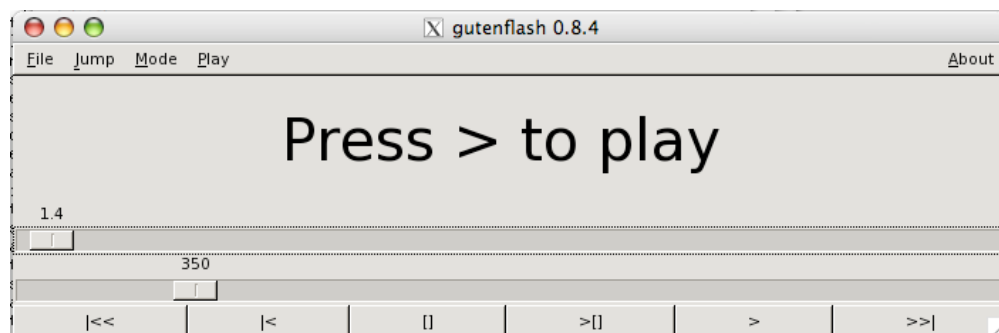 X gutenflash 0.8.4
File Jump Mode Play About
Press > to play
1.4
350
|<< |< [] >[] > >>|